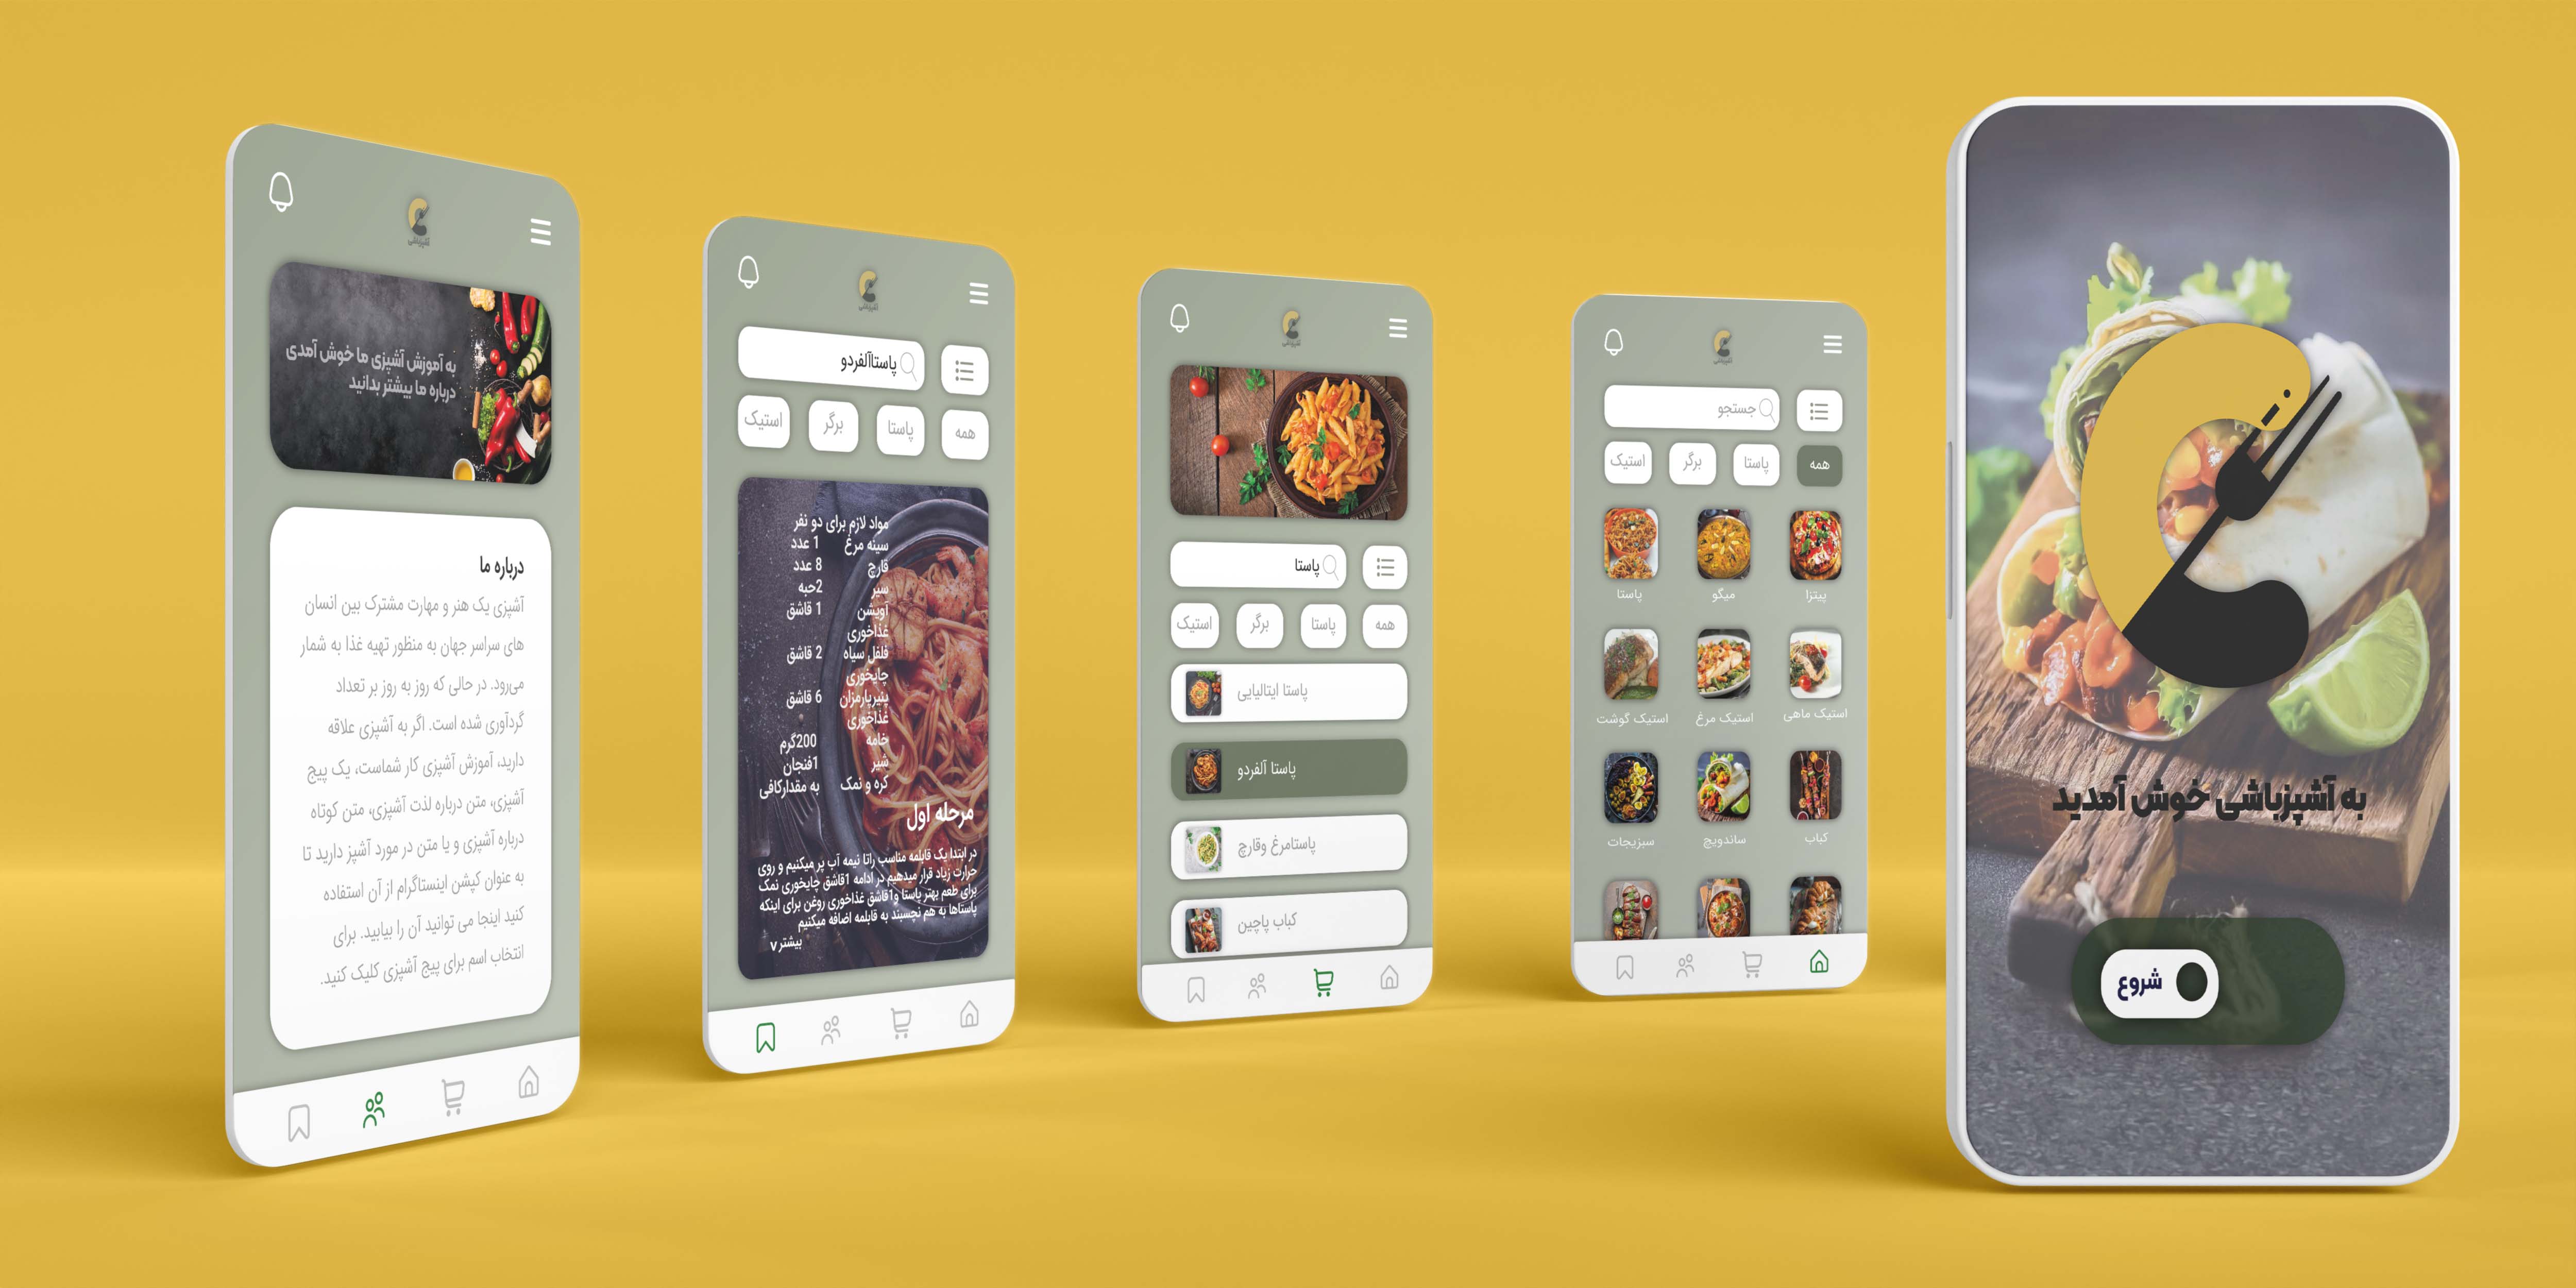 به آموزش آشپزی ما خوش آمدی
درباره ما بیشتر بدانید
درباره ما
آشپزی یک هنر و مهارت مشترک بین انسان
های سراسر جهان به منظور تهیه غذا به شمار
می‌رود. در حالی که روز به روز بر تعداد
گردآوری شده است. اگر به آشپزی علاقه
دارید، آموزش آشپزی کار شماست، یک پیج
آشپزی، متن درباره لذت آشپزی، متن کوتاه
درباره آشپزی و یا متن در مورد آشپز دارید تا
به عنوان کپشن اینستاگرام از آن استفاده
کنید اینجا می توانید آن را بیابید. برای
انتخاب اسم برای پیج آشپزی کلیک کنید.
آشپزباشی
پاستاآلفردو
همه پاستا برگر استیک
مواد لازم برای دو نفر
سینه مرغ 1 عدد
قارچ 8 عدد
سیر 2حبه
آویشن 1 قاشق
غذاخوری
فلفل سیاه 2 قاشق
چایخوری
پنیرپارمزان 6 قاشق
غذاخوری
خامه 200گرم
شیر 1فنجان
کره و نمک به مقدارکافی
مرحله اول
در ابتدا یک قابلمه مناسب راتا نیمه آب پر میکنیم و روی
حرارت زیاد قرار میدهیم در ادامه 1قاشق چایخوری نمک
برای طعم بهتر پاستا و1قاشق غذاخوری روغن برای اینکه
پاستاها به هم نچسبند به قابلمه اضافه میکنیم
بیشتر v
پاستا
همه پاستا برگر استیک
پاستا ایتالیایی
پاستا آلفردو
پاستامرغ وقارچ
کباب پاچین
جستجو
همه پاستا برگر استیک
پیتزا میگو پاستا
استیک ماهی استیک مرغ استیک گوشت
کباب ساندویچ سبزیجات
به آشپزباشی خوش آمدید
شروع